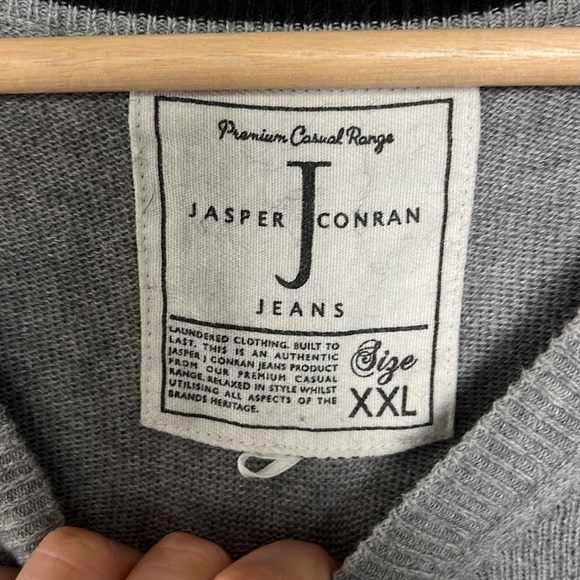 Premium Casual Range
J
JASPER CONRAN
JEANS
LAUNDERED CLOTHING. BUILT TO
LAST. THIS IS AN AUTHENTIC
JASPER J CONRAN JEANS PRODUCT
FROM OUR PREMIUM CASUAL
RANGE. RELAXED IN STYLE WHILST
UTILISING ALL ASPECTS OF THE
BRANDS HERITAGE.
Size
XXL